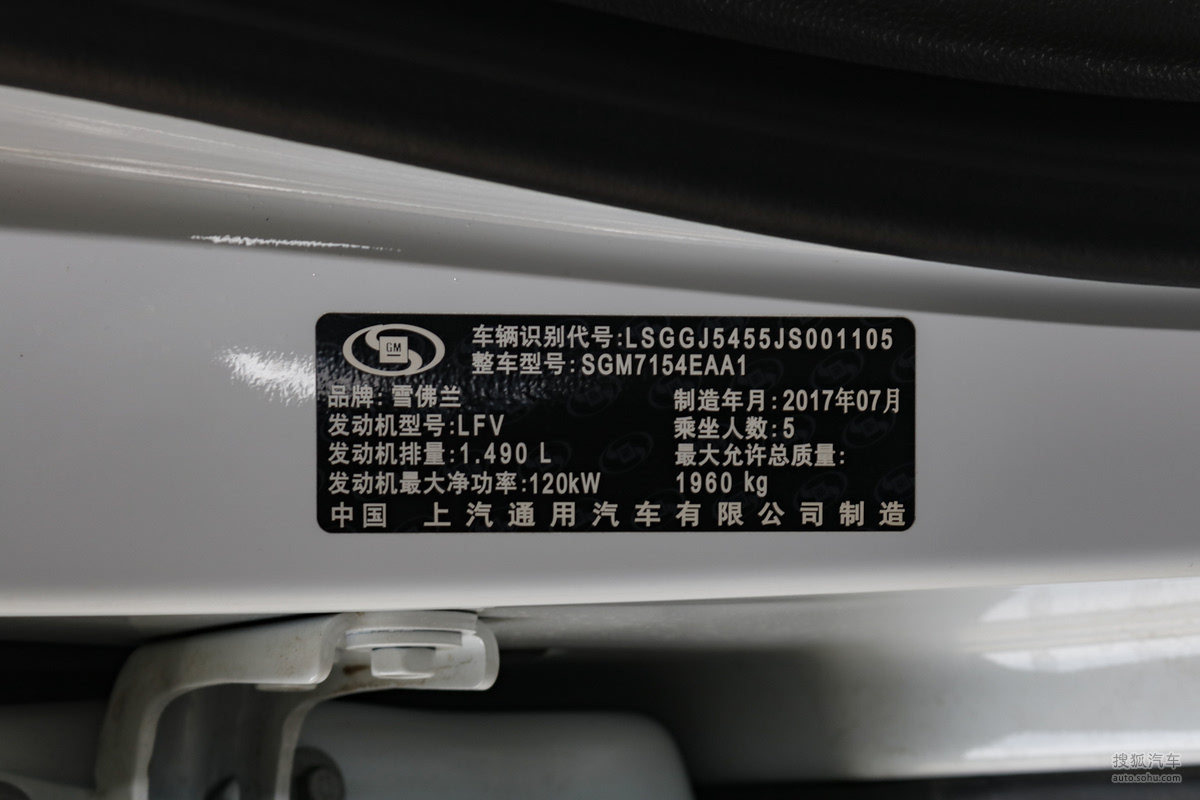 GM
车辆识别代号:LSGGJ5455JS001105
整车型号:SGM7154EAA1
品牌: 雪佛兰
制造年月:2017年07月
发动机型号:LFV
乘坐人数:5
发动机排量:1.490 L
最大允许总质量:
发动机最大净功率:120kW
1960 kg
中国 上汽通用汽车有限公司制造
搜狐汽车
auto.sohu.com